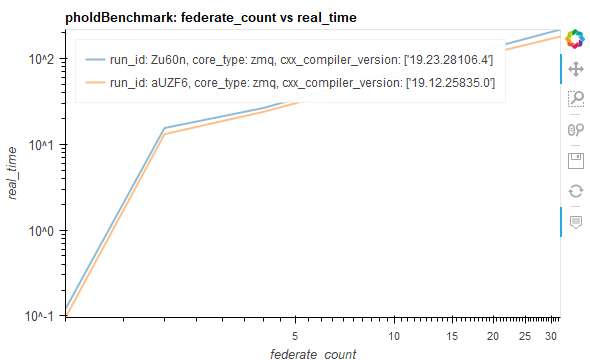 pholdBenchmark: federate_count vs real_time
run_id: Zu60n, core_type: zmq, cxx_compiler_version: ['19.23.28106.4']
run_id: aUZF6, core_type: zmq, cxx_compiler_version: ['19.12.25835.0']
10^2
10^1
10^0
10^-1
real_time
5 10 15 20 25 30
federate_count